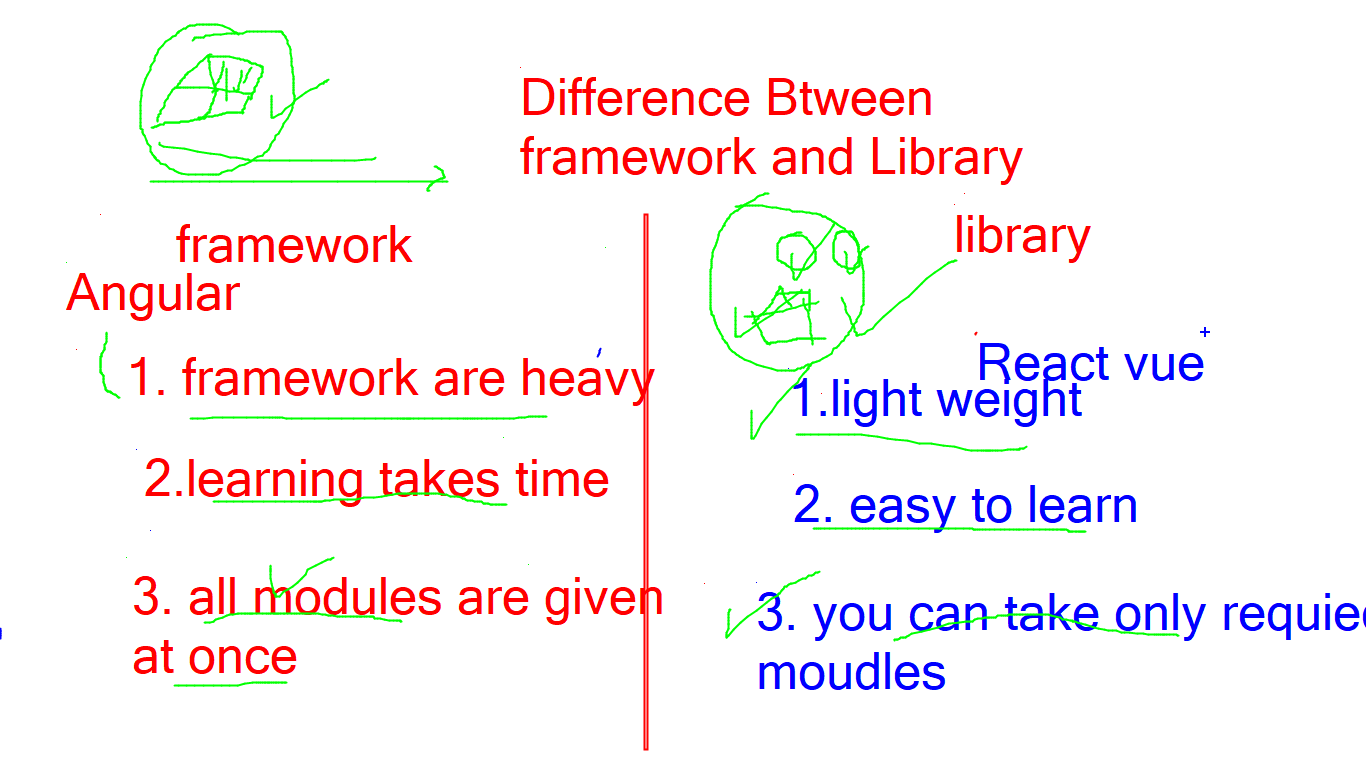 Difference Btween
framework and Library
framework
Angular
1. framework are heavy
2.learning takes time
3. all modules are given
at once
library
React vue
1.light weight
2. easy to learn
3. you can take only requied
moudles